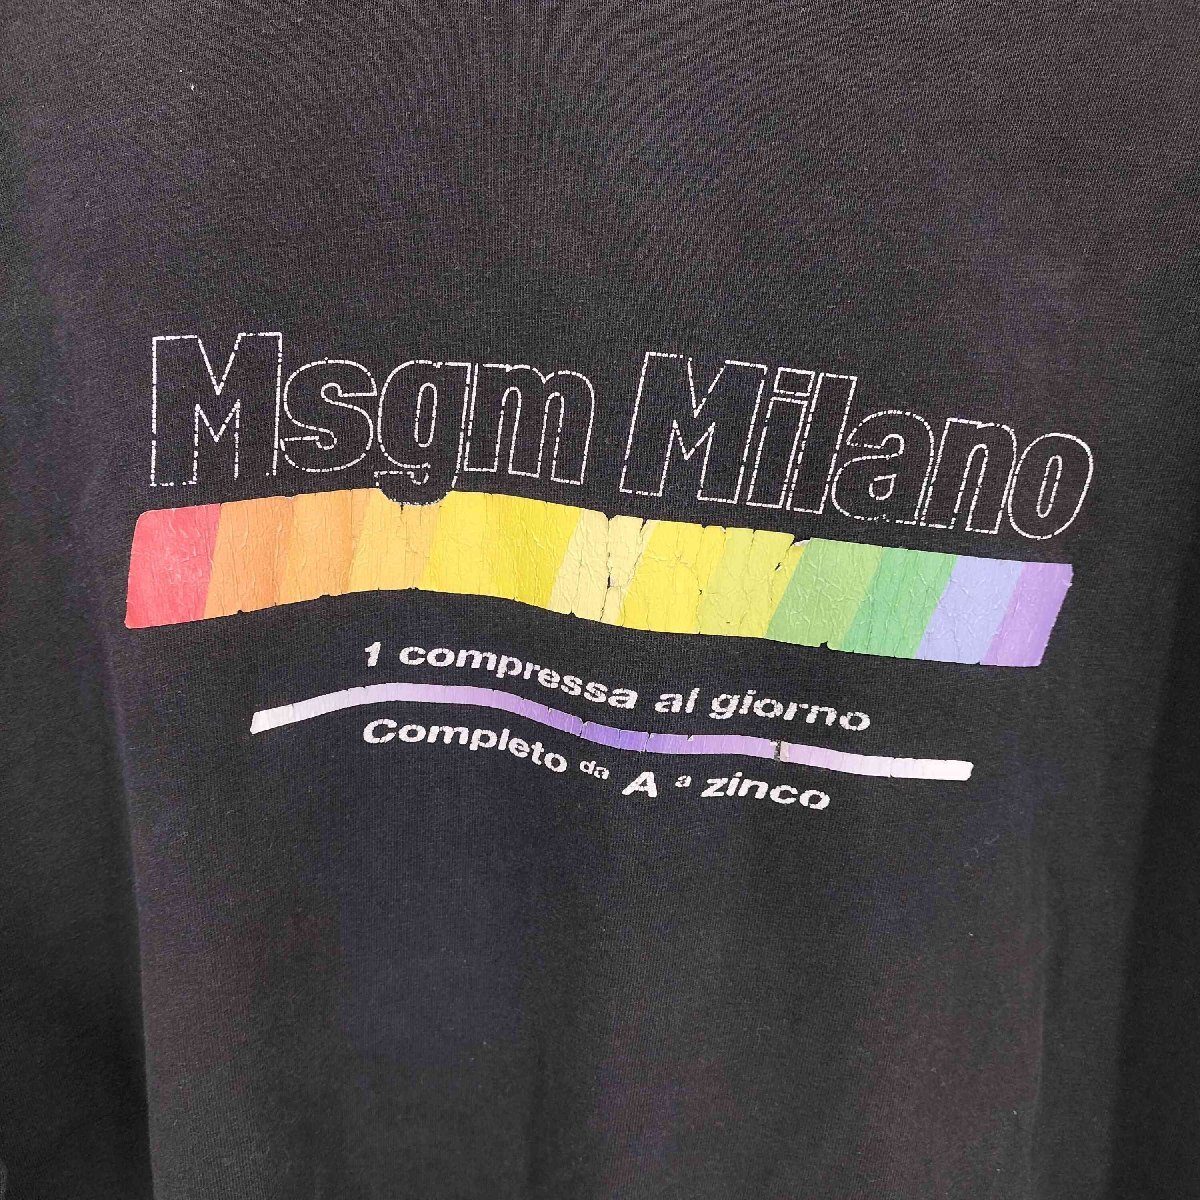 Msgm Milano
1 compressa al giorno
Completo da A a zinco